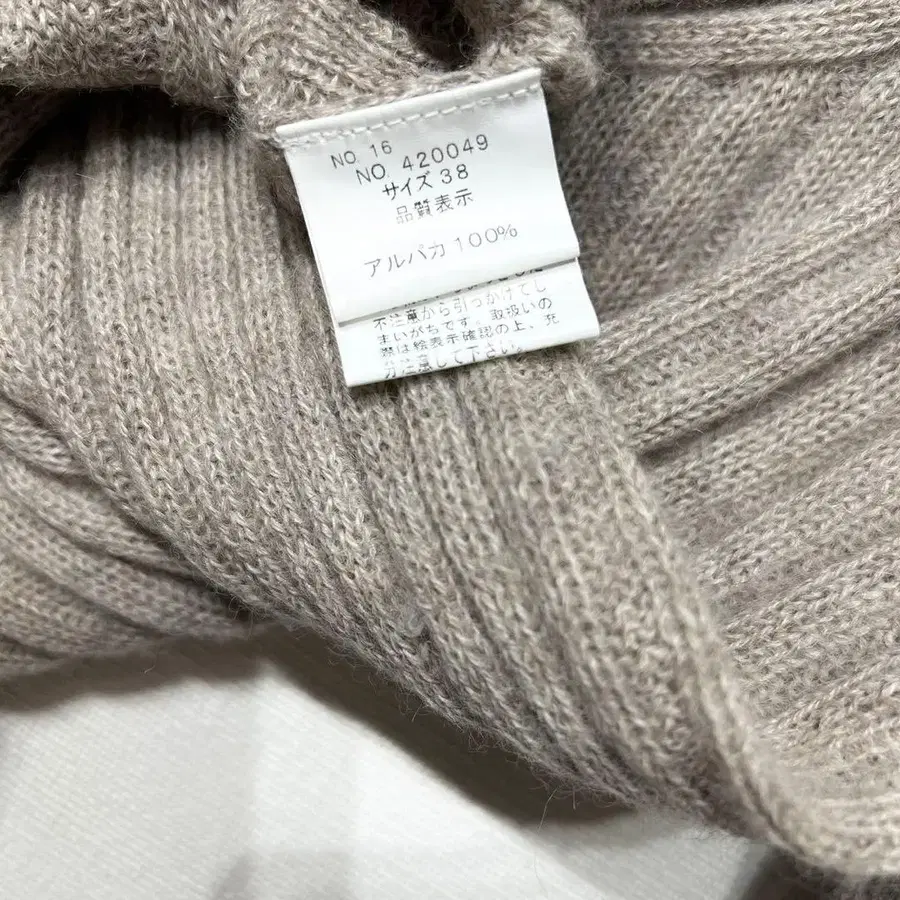 NO. 16
NO. 420049
サイズ 38
品質表示
アルパカ 100%
不注意から引っかけてし
まいがちです。取扱いの
際は絵表示確認の上、充
分注意して下さい。